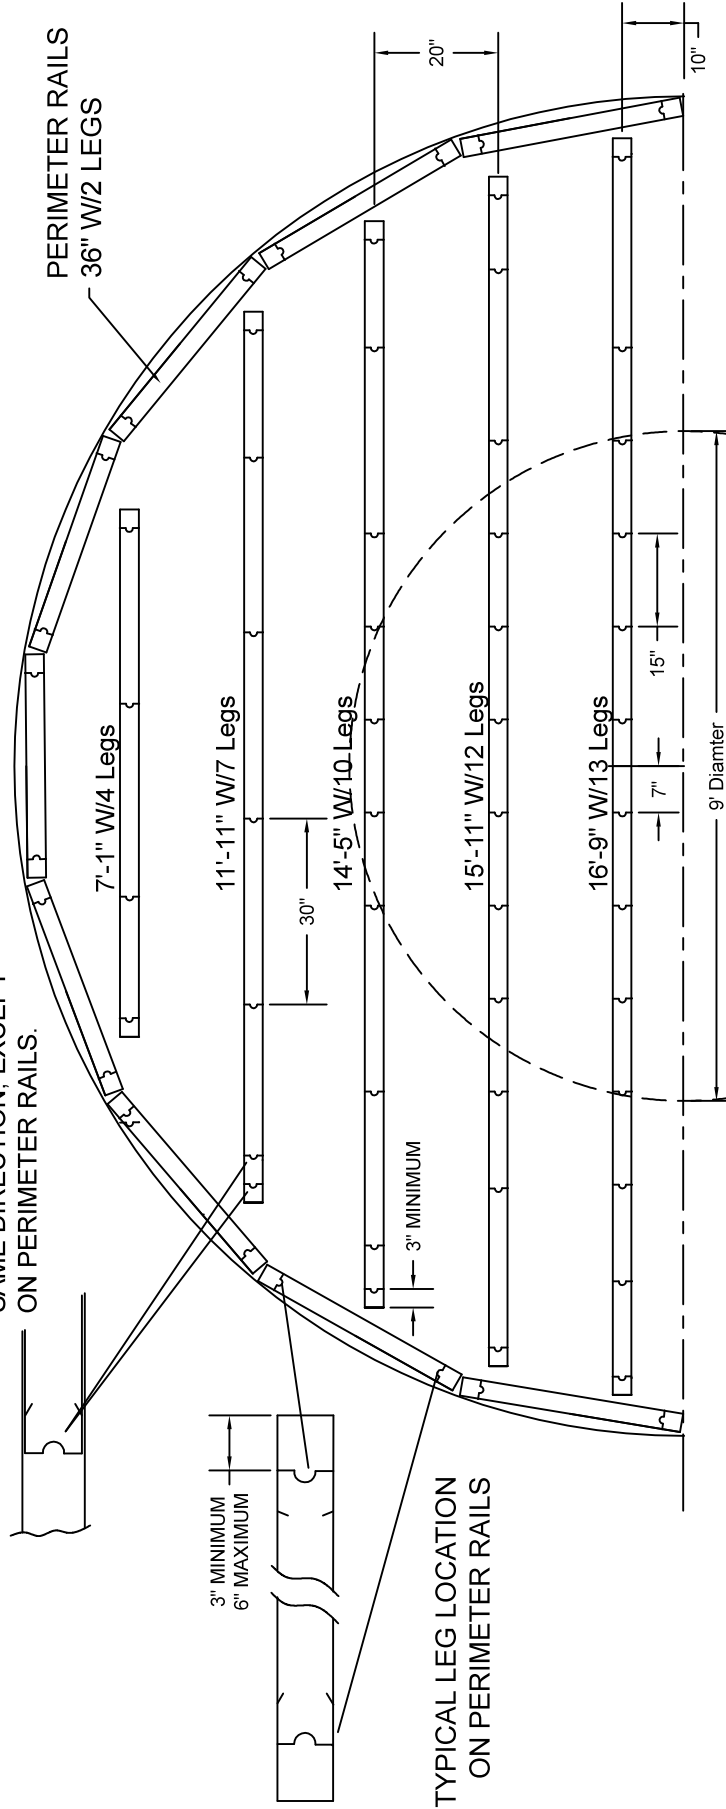 SAME DIRECTION, EXCEPT
ON PERIMETER RAILS.
PERIMETER RAILS
36" W/2 LEGS
7'-1" W/4 Legs
11'-11" W/7 Legs
30"
14'-5" W/10 Legs
20"
3" MINIMUM
15'-11" W/12 Legs
16'-9" W/13 Legs
10"
7"
15"
9' Diamter
3" MINIMUM
6" MAXIMUM
TYPICAL LEG LOCATION
ON PERIMETER RAILS